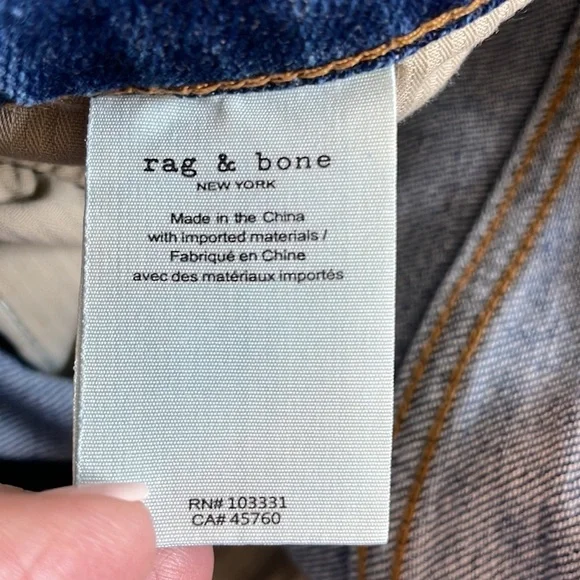 rag & bone
NEW YORK
Made in the China
with imported materials /
Fabriqué en Chine
avec des matériaux importés
RN# 103331
CA# 45760